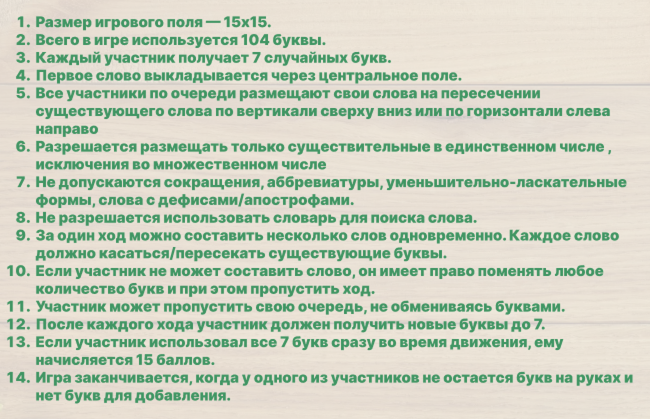 1. Размер игрового поля — 15х15.
2. Всего в игре используется 104 буквы.
3. Каждый участник получает 7 случайных букв.
4. Первое слово выкладывается через центральное поле.
5. Все участники по очереди размещают свои слова на пересечении
существующего слова по вертикали сверху вниз или по горизонтали слева
направо
6. Разрешается размещать только существительные в единственном числе ,
исключения во множественном числе
7. Не допускаются сокращения, аббревиатуры, уменьшительно-ласкательные
формы, слова с дефисами/апострофами.
8. Не разрешается использовать словарь для поиска слова.
9. За один ход можно составить несколько слов одновременно. Каждое слово
должно касаться/пересекать существующие буквы.
10. Если участник не может составить слово, он имеет право поменять любое
количество букв и при этом пропустить ход.
11. Участник может пропустить свою очередь, не обмениваясь буквами.
12. После каждого хода участник должен получить новые буквы до 7.
13. Если участник использовал все 7 букв сразу во время движения, ему
начисляется 15 баллов.
14. Игра заканчивается, когда у одного из участников не остается букв на руках и
нет букв для добавления.